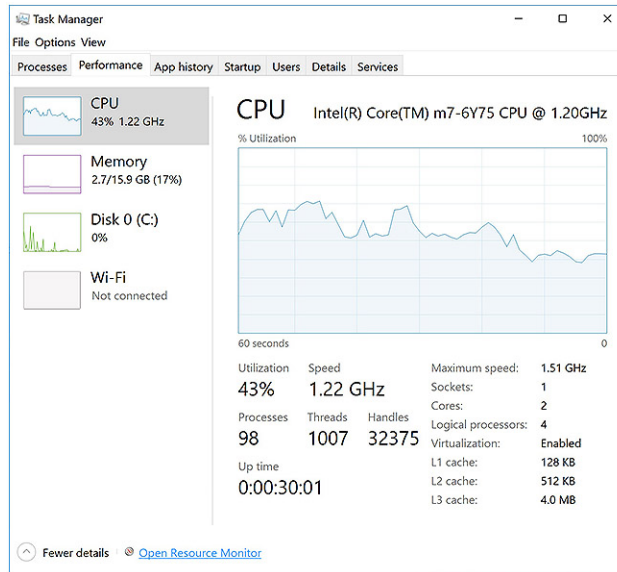 Task Manager
File Options View
Processes Performance App history Startup Users Details Services
CPU
43% 1.22 GHz
Memory
2.7/15.9 GB (17%)
Disk 0 (C:)
0%
Wi-Fi
Not connected
CPU Intel(R) Core(TM) m7-6Y75 CPU @ 1.20GHz
% Utilization 100%
60 seconds 0
Utilization Speed
43% 1.22 GHz
Processes Threads Handles
98 1007 32375
Up time
0:00:30:01
Maximum speed: 1.51 GHz
Sockets: 1
Cores: 2
Logical processors: 4
Virtualization: Enabled
L1 cache: 128 KB
L2 cache: 512 KB
L3 cache: 4.0 MB
Fewer details Open Resource Monitor